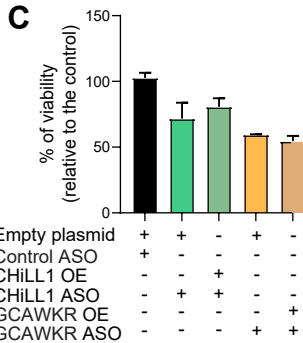 C
% of viability
(relative to the control)
150
100
50
0
Empty plasmid + + - + -
Control ASO + - - - -
CHiLL1 OE - - + - -
CHiLL1 ASO - + + - -
GCAWKR OE - - - - +
GCAWKR ASO - - - + +